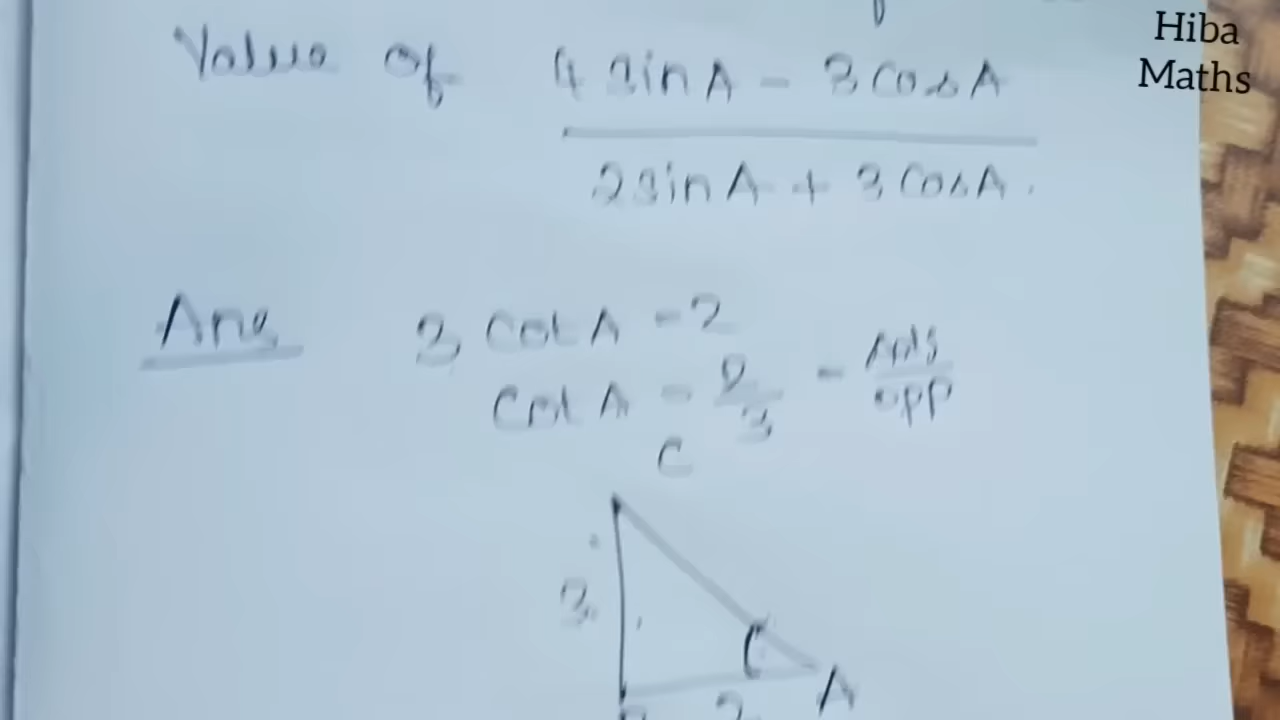 Hiba
Maths
Value of 4 sinA - 3 cosA
2 sinA + 3 cosA.
Ans 3 cot A = 2
cot A = 2/3 = Adj/opp
C
3
A
2